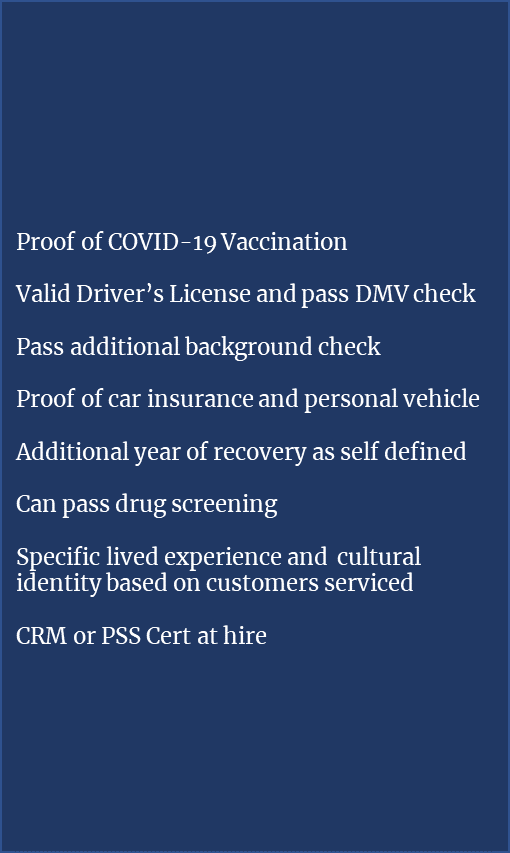 Proof of COVID-19 Vaccination
Valid Driver’s License and pass DMV check
Pass additional background check
Proof of car insurance and personal vehicle
Additional year of recovery as self defined
Can pass drug screening
Specific lived experience and  cultural
identity based on customers serviced
CRM or PSS Cert at hire